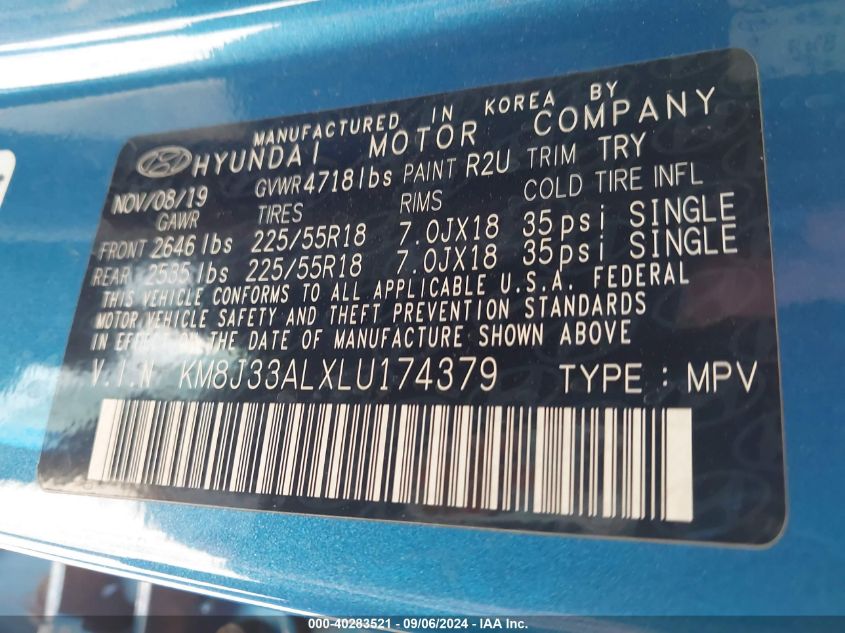 MANUFACTURED IN KOREA BY
HYUNDAI MOTOR COMPANY
NOV/08/19 GVWR 4718lbs PAINT R2U TRIM TRY
GAWR TIRES RIMS COLD TIRE INFL
FRONT 2646 lbs 225/55R18 7.0JX18 35psi SINGLE
REAR 2535 lbs 225/55R18 7.0JX18 35psi SINGLE
THIS VEHICLE CONFORMS TO ALL APPLICABLE U.S.A. FEDERAL
MOTOR VEHICLE SAFETY AND THEFT PREVENTION STANDARDS
IN EFFECT ON THE DATE OF MANUFACTURE SHOWN ABOVE
V.I.N KM8J33ALXLU174379 TYPE : MPV
000-40283521 - 09/06/2024 - IAA Inc.